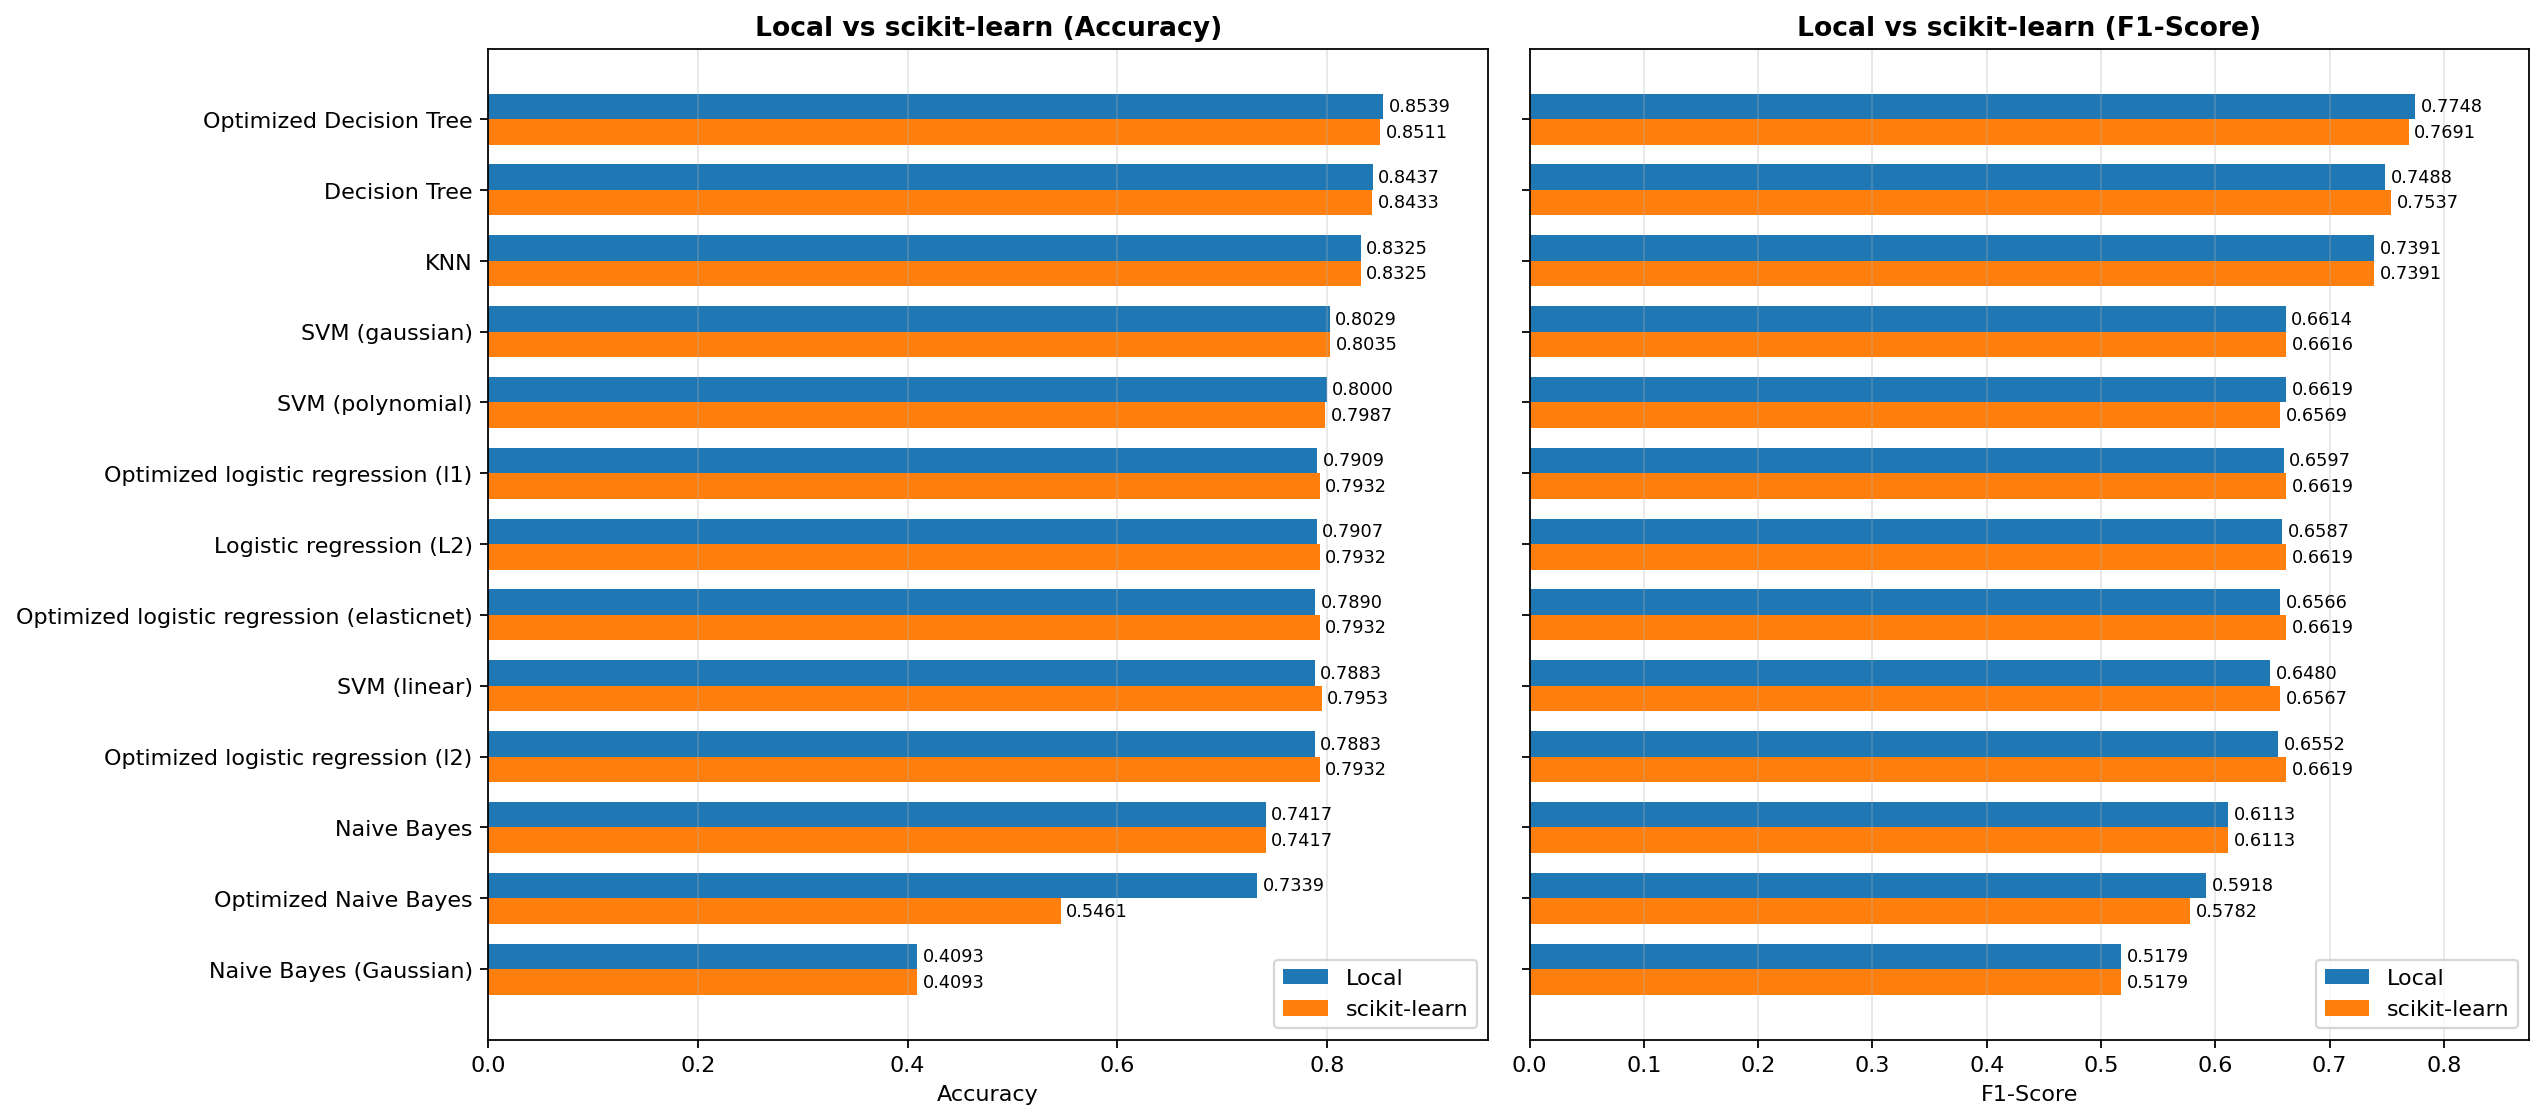 Local vs scikit-learn (Accuracy)
Optimized Decision Tree
0.8539
0.8511
Decision Tree
0.8437
0.8433
KNN
0.8325
0.8325
SVM (gaussian)
0.8029
0.8035
SVM (polynomial)
0.8000
0.7987
Optimized logistic regression (l1)
0.7909
0.7932
Logistic regression (L2)
0.7907
0.7932
Optimized logistic regression (elasticnet)
0.7890
0.7932
SVM (linear)
0.7883
0.7953
Optimized logistic regression (l2)
0.7883
0.7932
Naive Bayes
0.7417
0.7417
Optimized Naive Bayes
0.7339
0.5461
Naive Bayes (Gaussian)
0.4093
0.4093
Local
scikit-learn
0.0 0.2 0.4 0.6 0.8
Accuracy
Local vs scikit-learn (F1-Score)
0.7748
0.7691
0.7488
0.7537
0.7391
0.7391
0.6614
0.6616
0.6619
0.6569
0.6597
0.6619
0.6587
0.6619
0.6566
0.6619
0.6480
0.6567
0.6552
0.6619
0.6113
0.6113
0.5918
0.5782
0.5179
0.5179
Local
scikit-learn
0.0 0.1 0.2 0.3 0.4 0.5 0.6 0.7 0.8
F1-Score